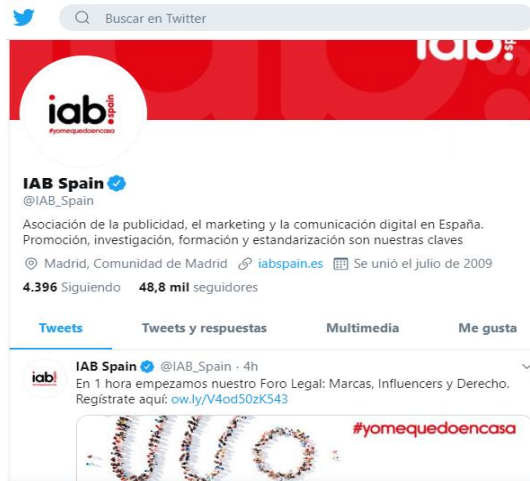 Buscar en Twitter
iab:
iab:spain
#yomequedoencasa
IAB Spain
@IAB_Spain
Asociación de la publicidad, el marketing y la comunicación digital en España.
Promoción, investigación, formación y estandarización son nuestras claves
Madrid, Comunidad de Madrid iabspain.es Se unió el julio de 2009
4.396 Siguiendo 48,8 mil seguidores
Tweets Tweets y respuestas Multimedia Me gusta
IAB Spain @IAB_Spain · 4h
iab:
En 1 hora empezamos nuestro Foro Legal: Marcas, Influencers y Derecho.
Regístrate aquí: ow.ly/V4od50zK543
#yomequedoencasa